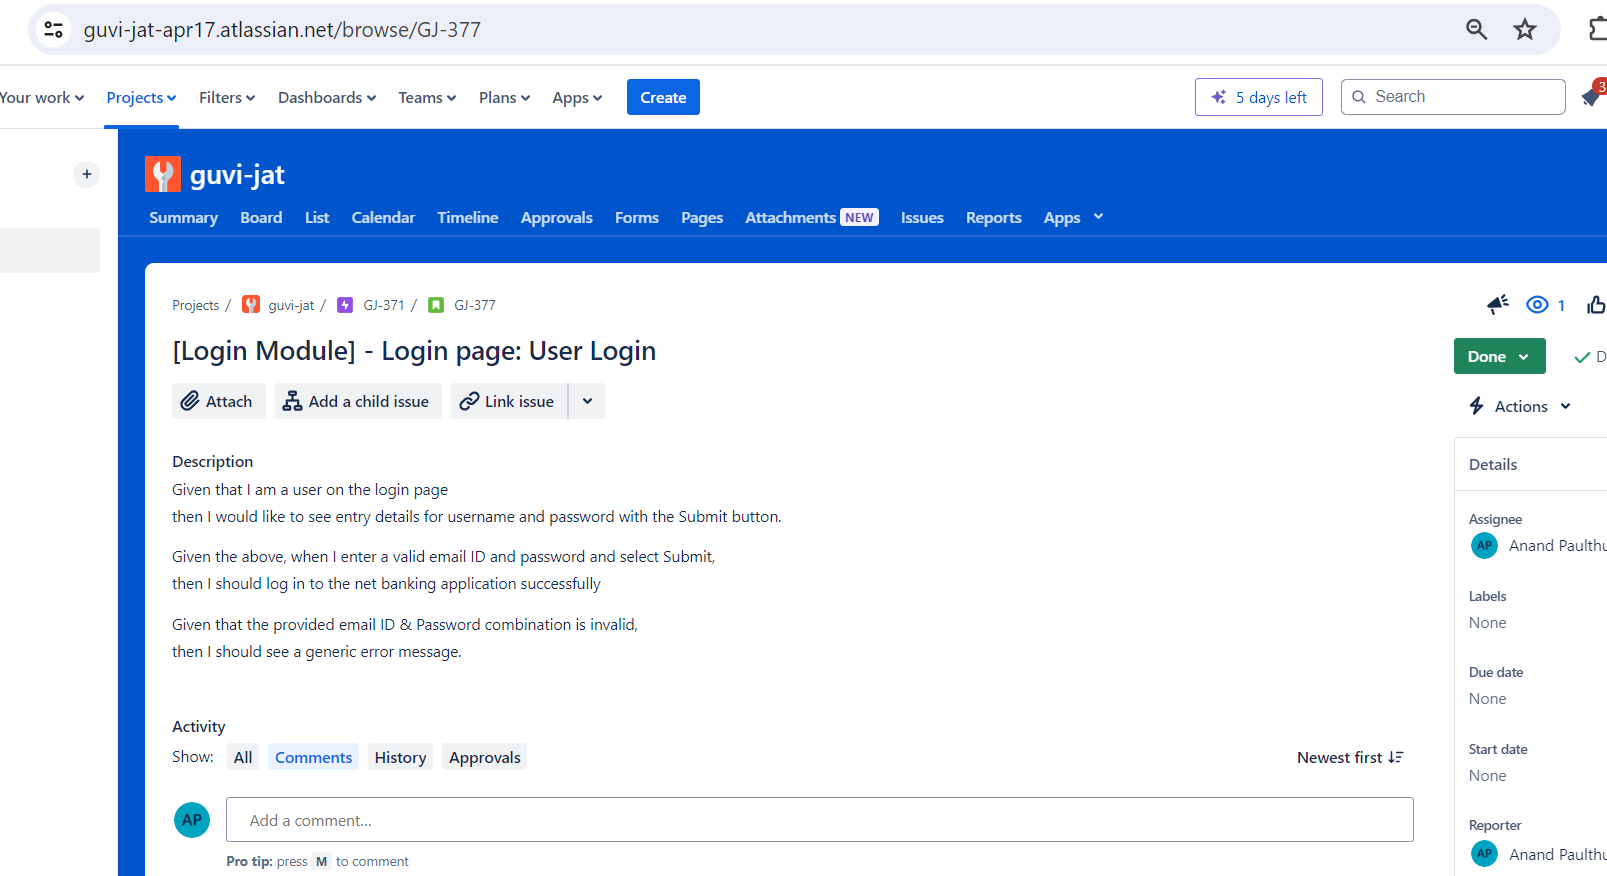 guvi-jat-apr17.atlassian.net/browse/GJ-377
Your work Projects Filters Dashboards Teams Plans Apps Create 5 days left Search 3
+
guvi-jat
Summary Board List Calendar Timeline Approvals Forms Pages Attachments NEW Issues Reports Apps
Projects / guvi-jat / GJ-371 / GJ-377
1
[Login Module] - Login page: User Login
Done
Attach Add a child issue Link issue
Actions
Description
Given that I am a user on the login page
then I would like to see entry details for username and password with the Submit button.
Given the above, when I enter a valid email ID and password and select Submit,
then I should log in to the net banking application successfully
Given that the provided email ID & Password combination is invalid,
then I should see a generic error message.
Activity
Show: All Comments History Approvals Newest first
AP Add a comment...
Pro tip: press M to comment
Details
Assignee
AP Anand Paulthu
Labels
None
Due date
None
Start date
None
Reporter
AP Anand Paulthu